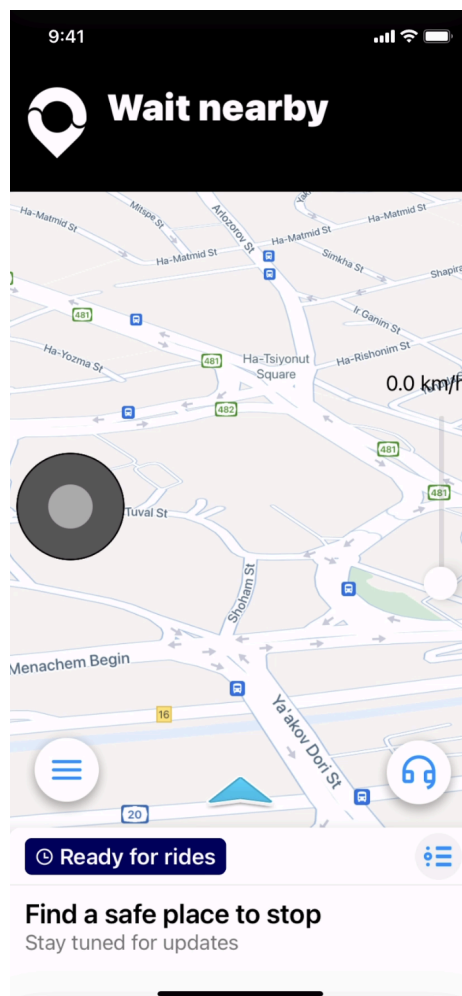 9:41
Wait nearby
Ha-Matmid St
Mitspe St
Arlozorov St
Ha-Matmid St
Ha-Matmid St
Ha-Matmid St
Simkha St
Shapira
481
Ir Ganim St
Ha-Yozma St
481
Ha-Tsiyonut
Square
Ha-Rishonim St
0.0 km/h
482
481
481
Tuval St
Shoham St
Menachem Begin
16
Ya'akov Dori St
20
Ready for rides
Find a safe place to stop
Stay tuned for updates